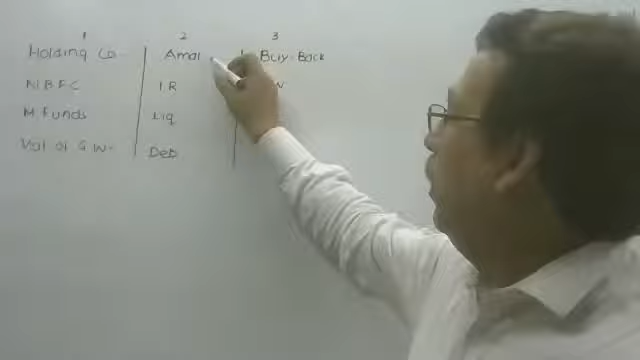 1 2 3
Holding Co. Amal Buy-Back
N B F C I R
M. Funds Liq
Val of G.W. Deb